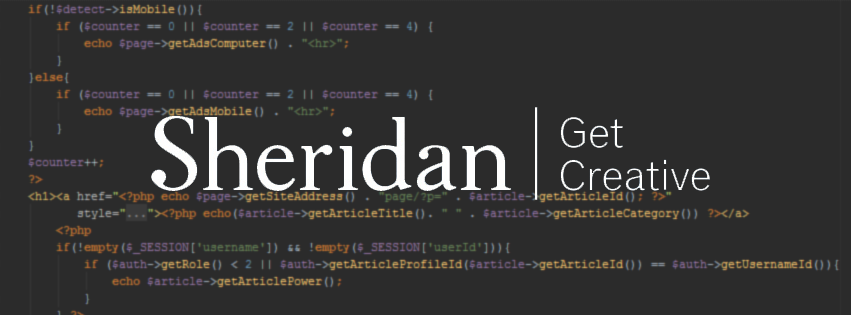 if(!$detect->isMobile()){
if ($counter == 0 || $counter == 2 || $counter == 4) {
echo $page->getAdsComputer() . "<hr>";
}
}else{
if ($counter == 0 || $counter == 2 || $counter == 4) {
echo $page->getAdsMobile() . "<hr>";
}
}
$counter++;
?>
Sheridan
Get
Creative
<h1><a href="<?php echo $page->getSiteAddress() . "page/?p=" . $article->getArticleId(); ?>"
style="..."><?php echo($article->getArticleTitle(). " " . $article->getArticleCategory()) ?></a>
<?php
if(!empty($_SESSION['username']) && !empty($_SESSION['userId'])){
if ($auth->getRole() < 2 || $auth->getArticleProfileId($article->getArticleId()) == $auth->getUsernameId()){
echo $article->getArticlePower();
}
} ?>